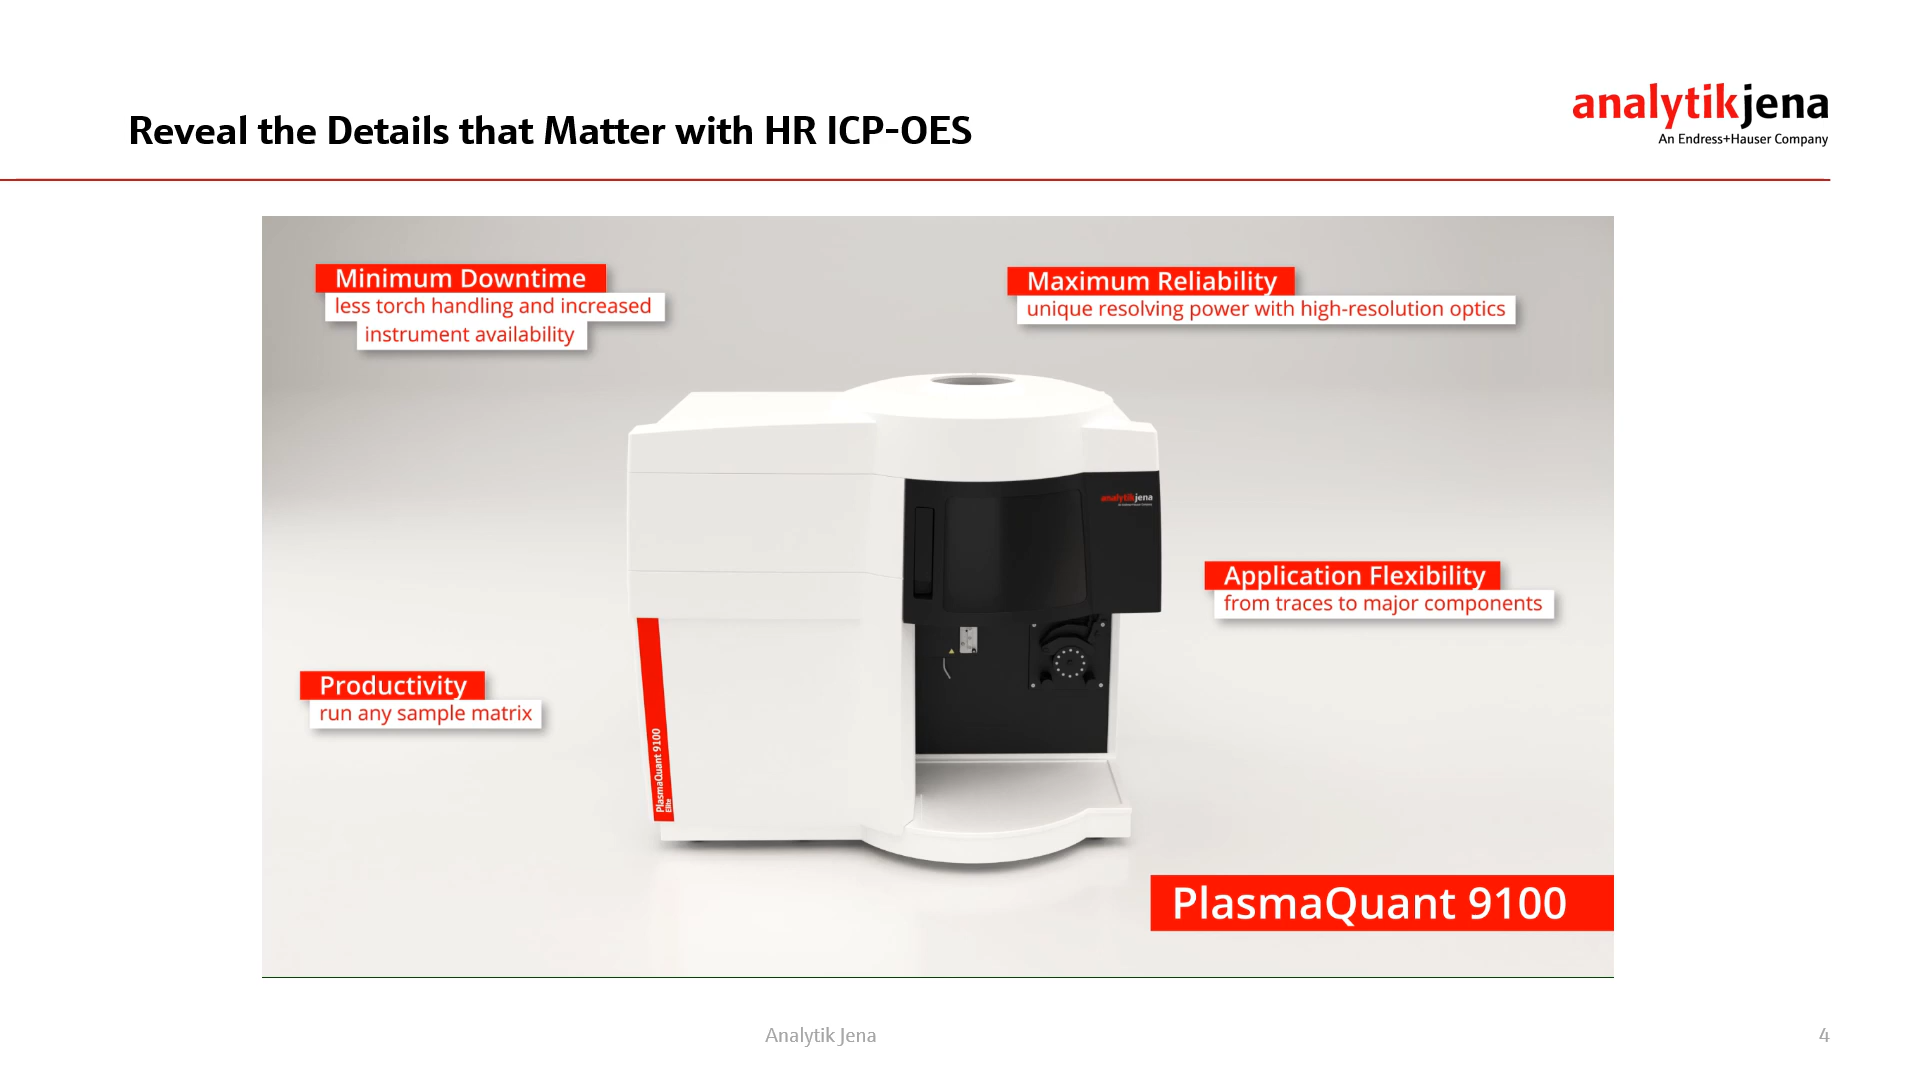 Reveal the Details that Matter with HR ICP-OES
analytikjena
An Endress+Hauser Company
Minimum Downtime
less torch handling and increased
instrument availability
Maximum Reliability
unique resolving power with high-resolution optics
analytikjena
Application Flexibility
from traces to major components
Productivity
run any sample matrix
PlasmaQuant 9100
Elite
PlasmaQuant 9100
Analytik Jena
4